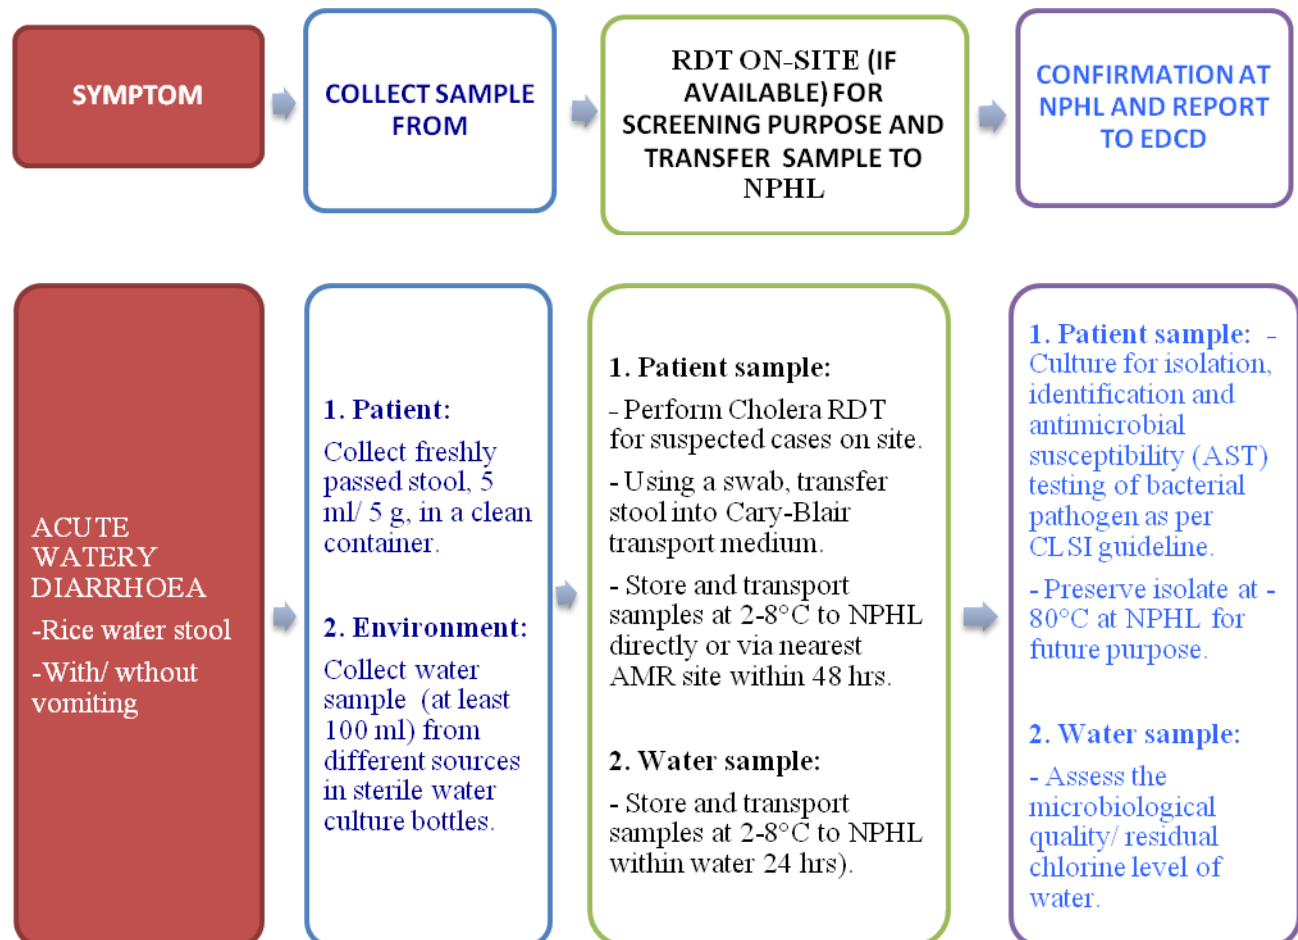 SYMPTOM
COLLECT SAMPLE
FROM
RDT ON-SITE (IF
AVAILABLE) FOR
SCREENING PURPOSE AND
TRANSFER SAMPLE TO
NPHL
CONFIRMATION AT
NPHL AND REPORT
TO EDCD
ACUTE
WATERY
DIARRHOEA
-Rice water stool
-With/ wthout
vomiting
1. Patient:
Collect freshly
passed stool, 5
ml/ 5 g, in a clean
container.
2. Environment:
Collect water
sample (at least
100 ml) from
different sources
in sterile water
culture bottles.
1. Patient sample:
- Perform Cholera RDT
for suspected cases on site.
- Using a swab, transfer
stool into Cary-Blair
transport medium.
- Store and transport
samples at 2-8°C to NPHL
directly or via nearest
AMR site within 48 hrs.
2. Water sample:
- Store and transport
samples at 2-8°C to NPHL
within water 24 hrs).
1. Patient sample: -
Culture for isolation,
identification and
antimicrobial
susceptibility (AST)
testing of bacterial
pathogen as per
CLSI guideline.
- Preserve isolate at -
80°C at NPHL for
future purpose.
2. Water sample:
- Assess the
microbiological
quality/ residual
chlorine level of
water.